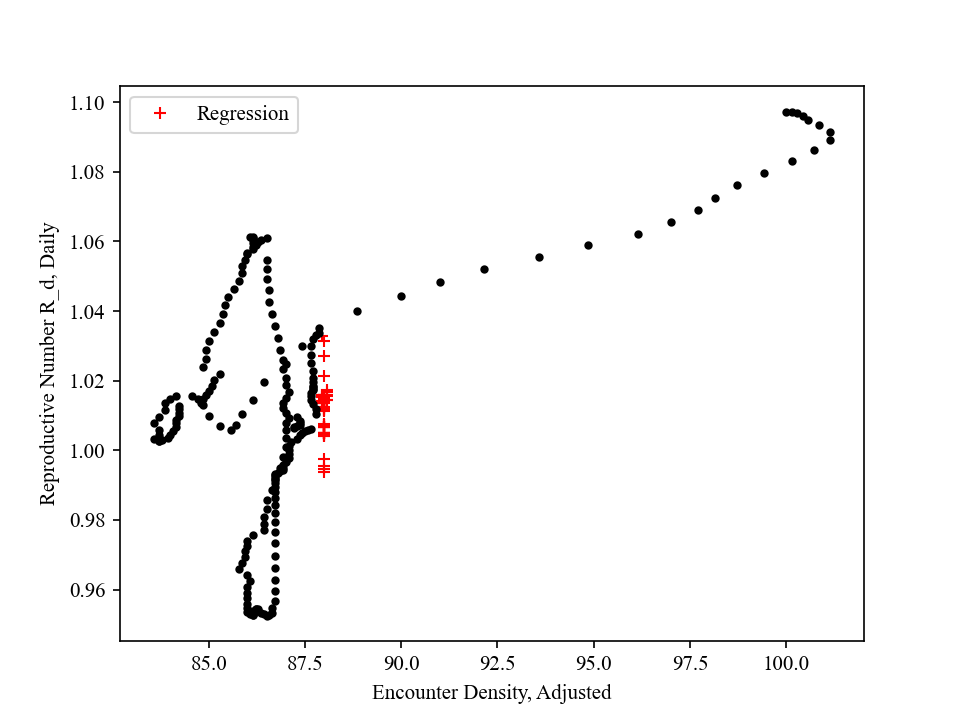 Regression
1.10
1.08
1.06
1.04
1.02
1.00
0.98
0.96
Reproductive Number R_d, Daily
85.0 87.5 90.0 92.5 95.0 97.5 100.0
Encounter Density, Adjusted